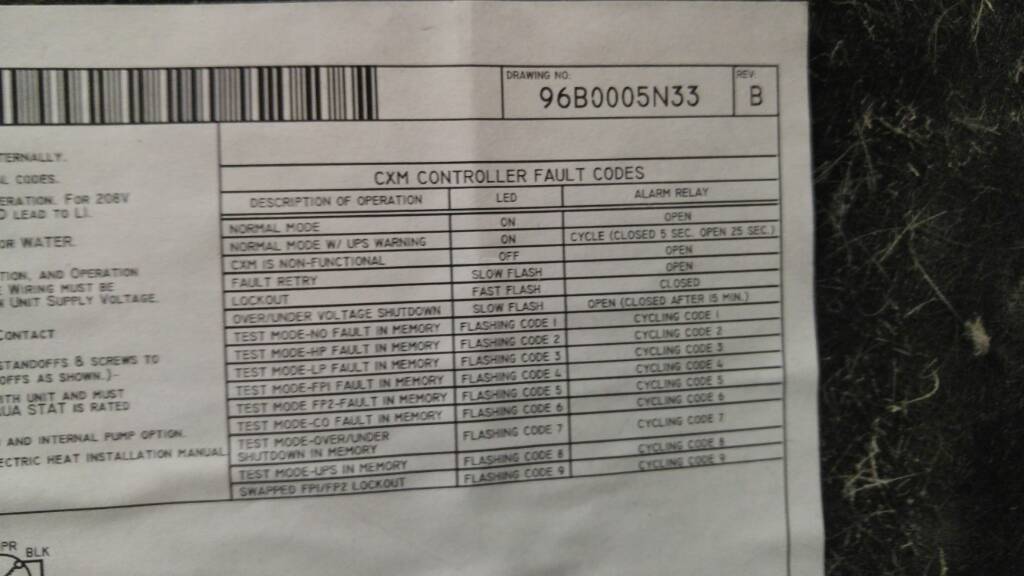 DRAWING NO:
96B0005N33
REV.
B
TERNALLY.
AL CODES.
ERATION. FOR 208V
LEAD TO L1.
OR WATER.
TION, AND OPERATION
WIRING MUST BE
UNIT SUPPLY VOLTAGE.
CONTACT
STANDOFFS & SCREWS TO
OFFS AS SHOWN.)-
ITH UNIT AND MUST
UA STAT IS RATED
AND INTERNAL PUMP OPTION.
ECTRIC HEAT INSTALLATION MANUAL
CXM CONTROLLER FAULT CODES
DESCRIPTION OF OPERATION LED ALARM RELAY
NORMAL MODE ON OPEN
NORMAL MODE W/ UPS WARNING ON CYCLE (CLOSED 5 SEC. OPEN 25 SEC.)
CXM IS NON-FUNCTIONAL OFF OPEN
FAULT RETRY SLOW FLASH OPEN
LOCKOUT FAST FLASH CLOSED
OVER/UNDER VOLTAGE SHUTDOWN SLOW FLASH OPEN (CLOSED AFTER 15 MIN.)
TEST MODE-NO FAULT IN MEMORY FLASHING CODE 1 CYCLING CODE 1
TEST MODE-HP FAULT IN MEMORY FLASHING CODE 2 CYCLING CODE 2
TEST MODE-LP FAULT IN MEMORY FLASHING CODE 3 CYCLING CODE 3
TEST MODE-FP1 FAULT IN MEMORY FLASHING CODE 4 CYCLING CODE 4
TEST MODE FP2-FAULT IN MEMORY FLASHING CODE 5 CYCLING CODE 5
TEST MODE-CO FAULT IN MEMORY FLASHING CODE 6 CYCLING CODE 6
TEST MODE-OVER/UNDER
SHUTDOWN IN MEMORY FLASHING CODE 7 CYCLING CODE 7
TEST MODE-UPS IN MEMORY FLASHING CODE 8 CYCLING CODE 8
SWAPPED FP1/FP2 LOCKOUT FLASHING CODE 9 CYCLING CODE 9
PR
BLK